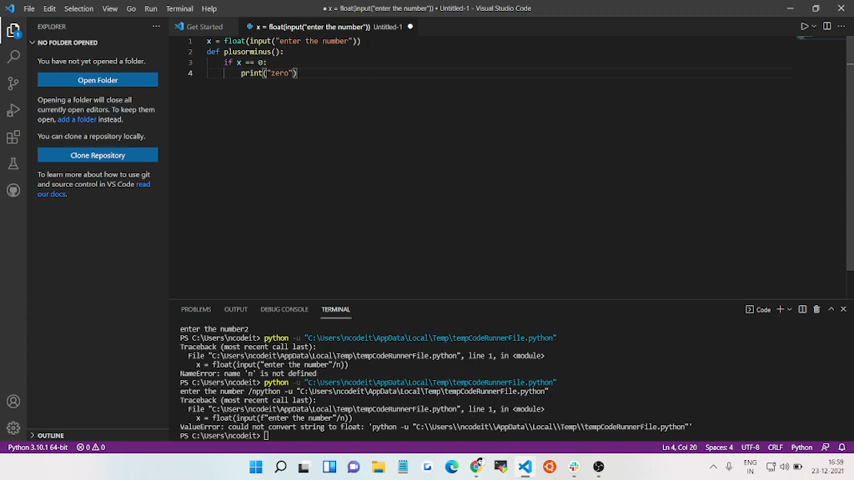 File Edit Selection View Go Run Terminal Help
● x = float(input("enter the number")) Untitled-1 - Visual Studio Code
EXPLORER ···
Get Started
x = float(input("enter the number")) Untitled-1 ●
NO FOLDER OPENED
You have not yet opened a folder.
Open Folder
Opening a folder will close all
currently open editors. To keep them
open, add a folder instead.
You can clone a repository locally.
Clone Repository
To learn more about how to use git
and source control in VS Code read
our docs.
1 x = float(input("enter the number"))
2 def plusorminus():
3 if x == 0:
4 print("zero")
PROBLEMS OUTPUT DEBUG CONSOLE TERMINAL
Code
enter the number2
PS C:\Users\ncodeit> python -u "C:\Users\ncodeit\AppData\Local\Temp\tempCodeRunnerFile.python"
Traceback (most recent call last):
File "C:\Users\ncodeit\AppData\Local\Temp\tempCodeRunnerFile.python", line 1, in <module>
x = float(input("enter the number"/n))
NameError: name 'n' is not defined
PS C:\Users\ncodeit> python -u "C:\Users\ncodeit\AppData\Local\Temp\tempCodeRunnerFile.python"
enter the number /npython -u "C:\Users\ncodeit\AppData\Local\Temp\tempCodeRunnerFile.python"
Traceback (most recent call last):
File "C:\Users\ncodeit\AppData\Local\Temp\tempCodeRunnerFile.python", line 1, in <module>
x = float(input(f"enter the number"/n))
ValueError: could not convert string to float: 'python -u "C:\\Users\\ncodeit\\AppData\\Local\\Temp\\tempCodeRunnerFile.python"'
PS C:\Users\ncodeit>
OUTLINE
Python 3.10.1 64-bit 0 0
Ln 4, Col 20 Spaces: 4 UTF-8 CRLF Python
ENG
IN
16:59
23-12-2021